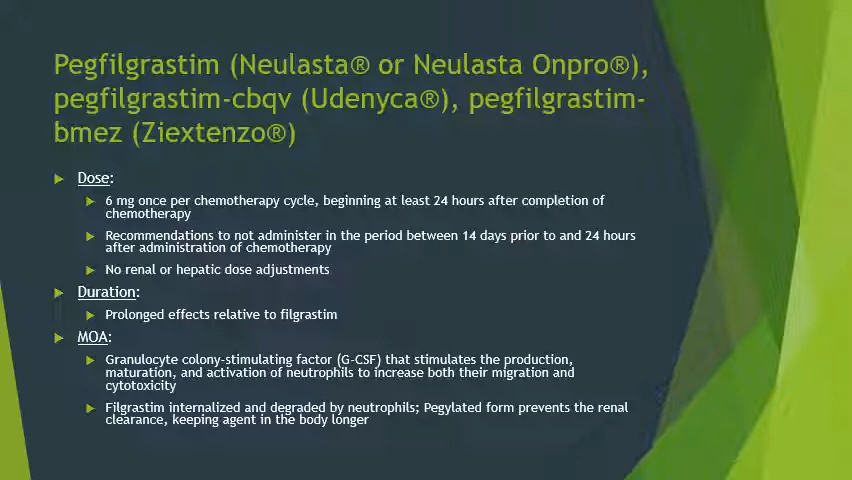 Pegfilgrastim (Neulasta® or Neulasta Onpro®),
pegfilgrastim-cbqv (Udenyca®), pegfilgrastim-
bmez (Ziextenzo®)
Dose:
6 mg once per chemotherapy cycle, beginning at least 24 hours after completion of
chemotherapy
Recommendations to not administer in the period between 14 days prior to and 24 hours
after administration of chemotherapy
No renal or hepatic dose adjustments
Duration:
Prolonged effects relative to filgrastim
MOA:
Granulocyte colony-stimulating factor (G-CSF) that stimulates the production,
maturation, and activation of neutrophils to increase both their migration and
cytotoxicity
Filgrastim internalized and degraded by neutrophils; Pegylated form prevents the renal
clearance, keeping agent in the body longer